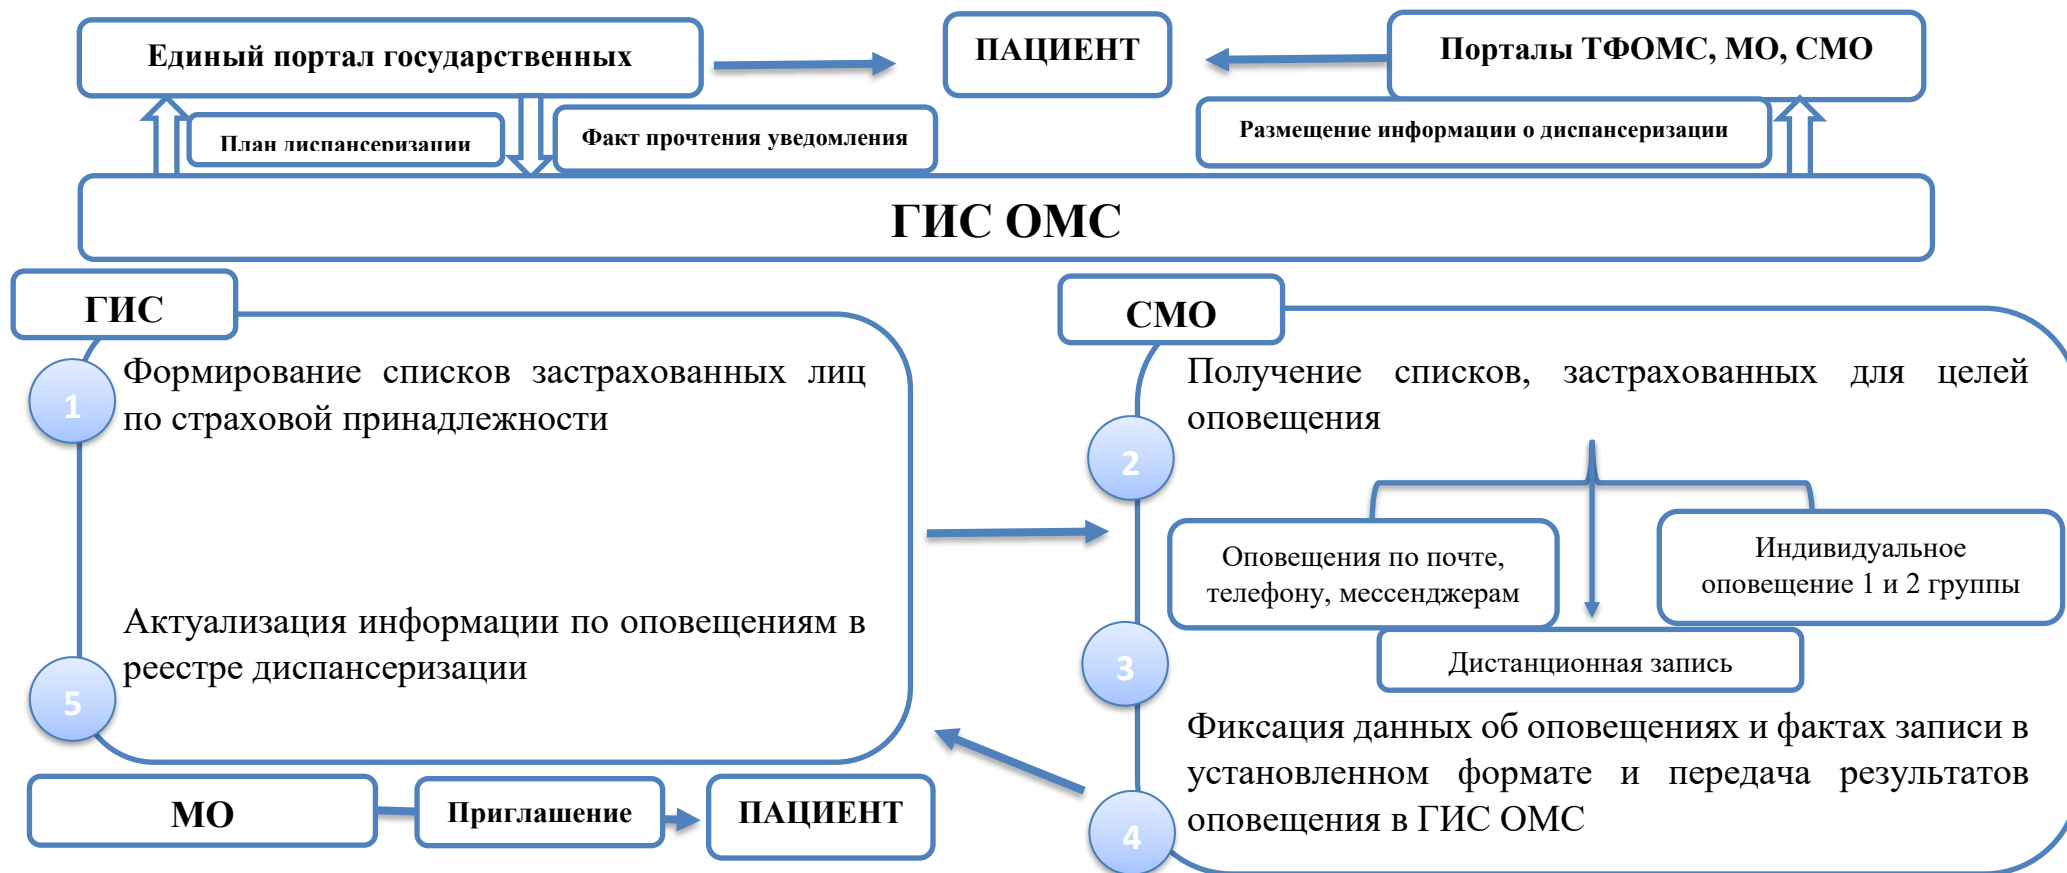 Единый портал государственных
ПАЦИЕНТ
Порталы ТФОМС, МО, СМО
План диспансеризации
Факт прочтения уведомления
Размещение информации о диспансеризации
ГИС ОМС
ГИС
1
Формирование списков застрахованных лиц
по страховой принадлежности
Актуализация информации по оповещениям в
реестре диспансеризации
5
СМО
Получение списков, застрахованных для целей
оповещения
2
Оповещения по почте,
телефону, мессенджерам
Индивидуальное
оповещение 1 и 2 группы
3
Дистанционная запись
Фиксация данных об оповещениях и фактах записи в
установленном формате и передача результатов
оповещения в ГИС ОМС
4
МО
Приглашение
ПАЦИЕНТ